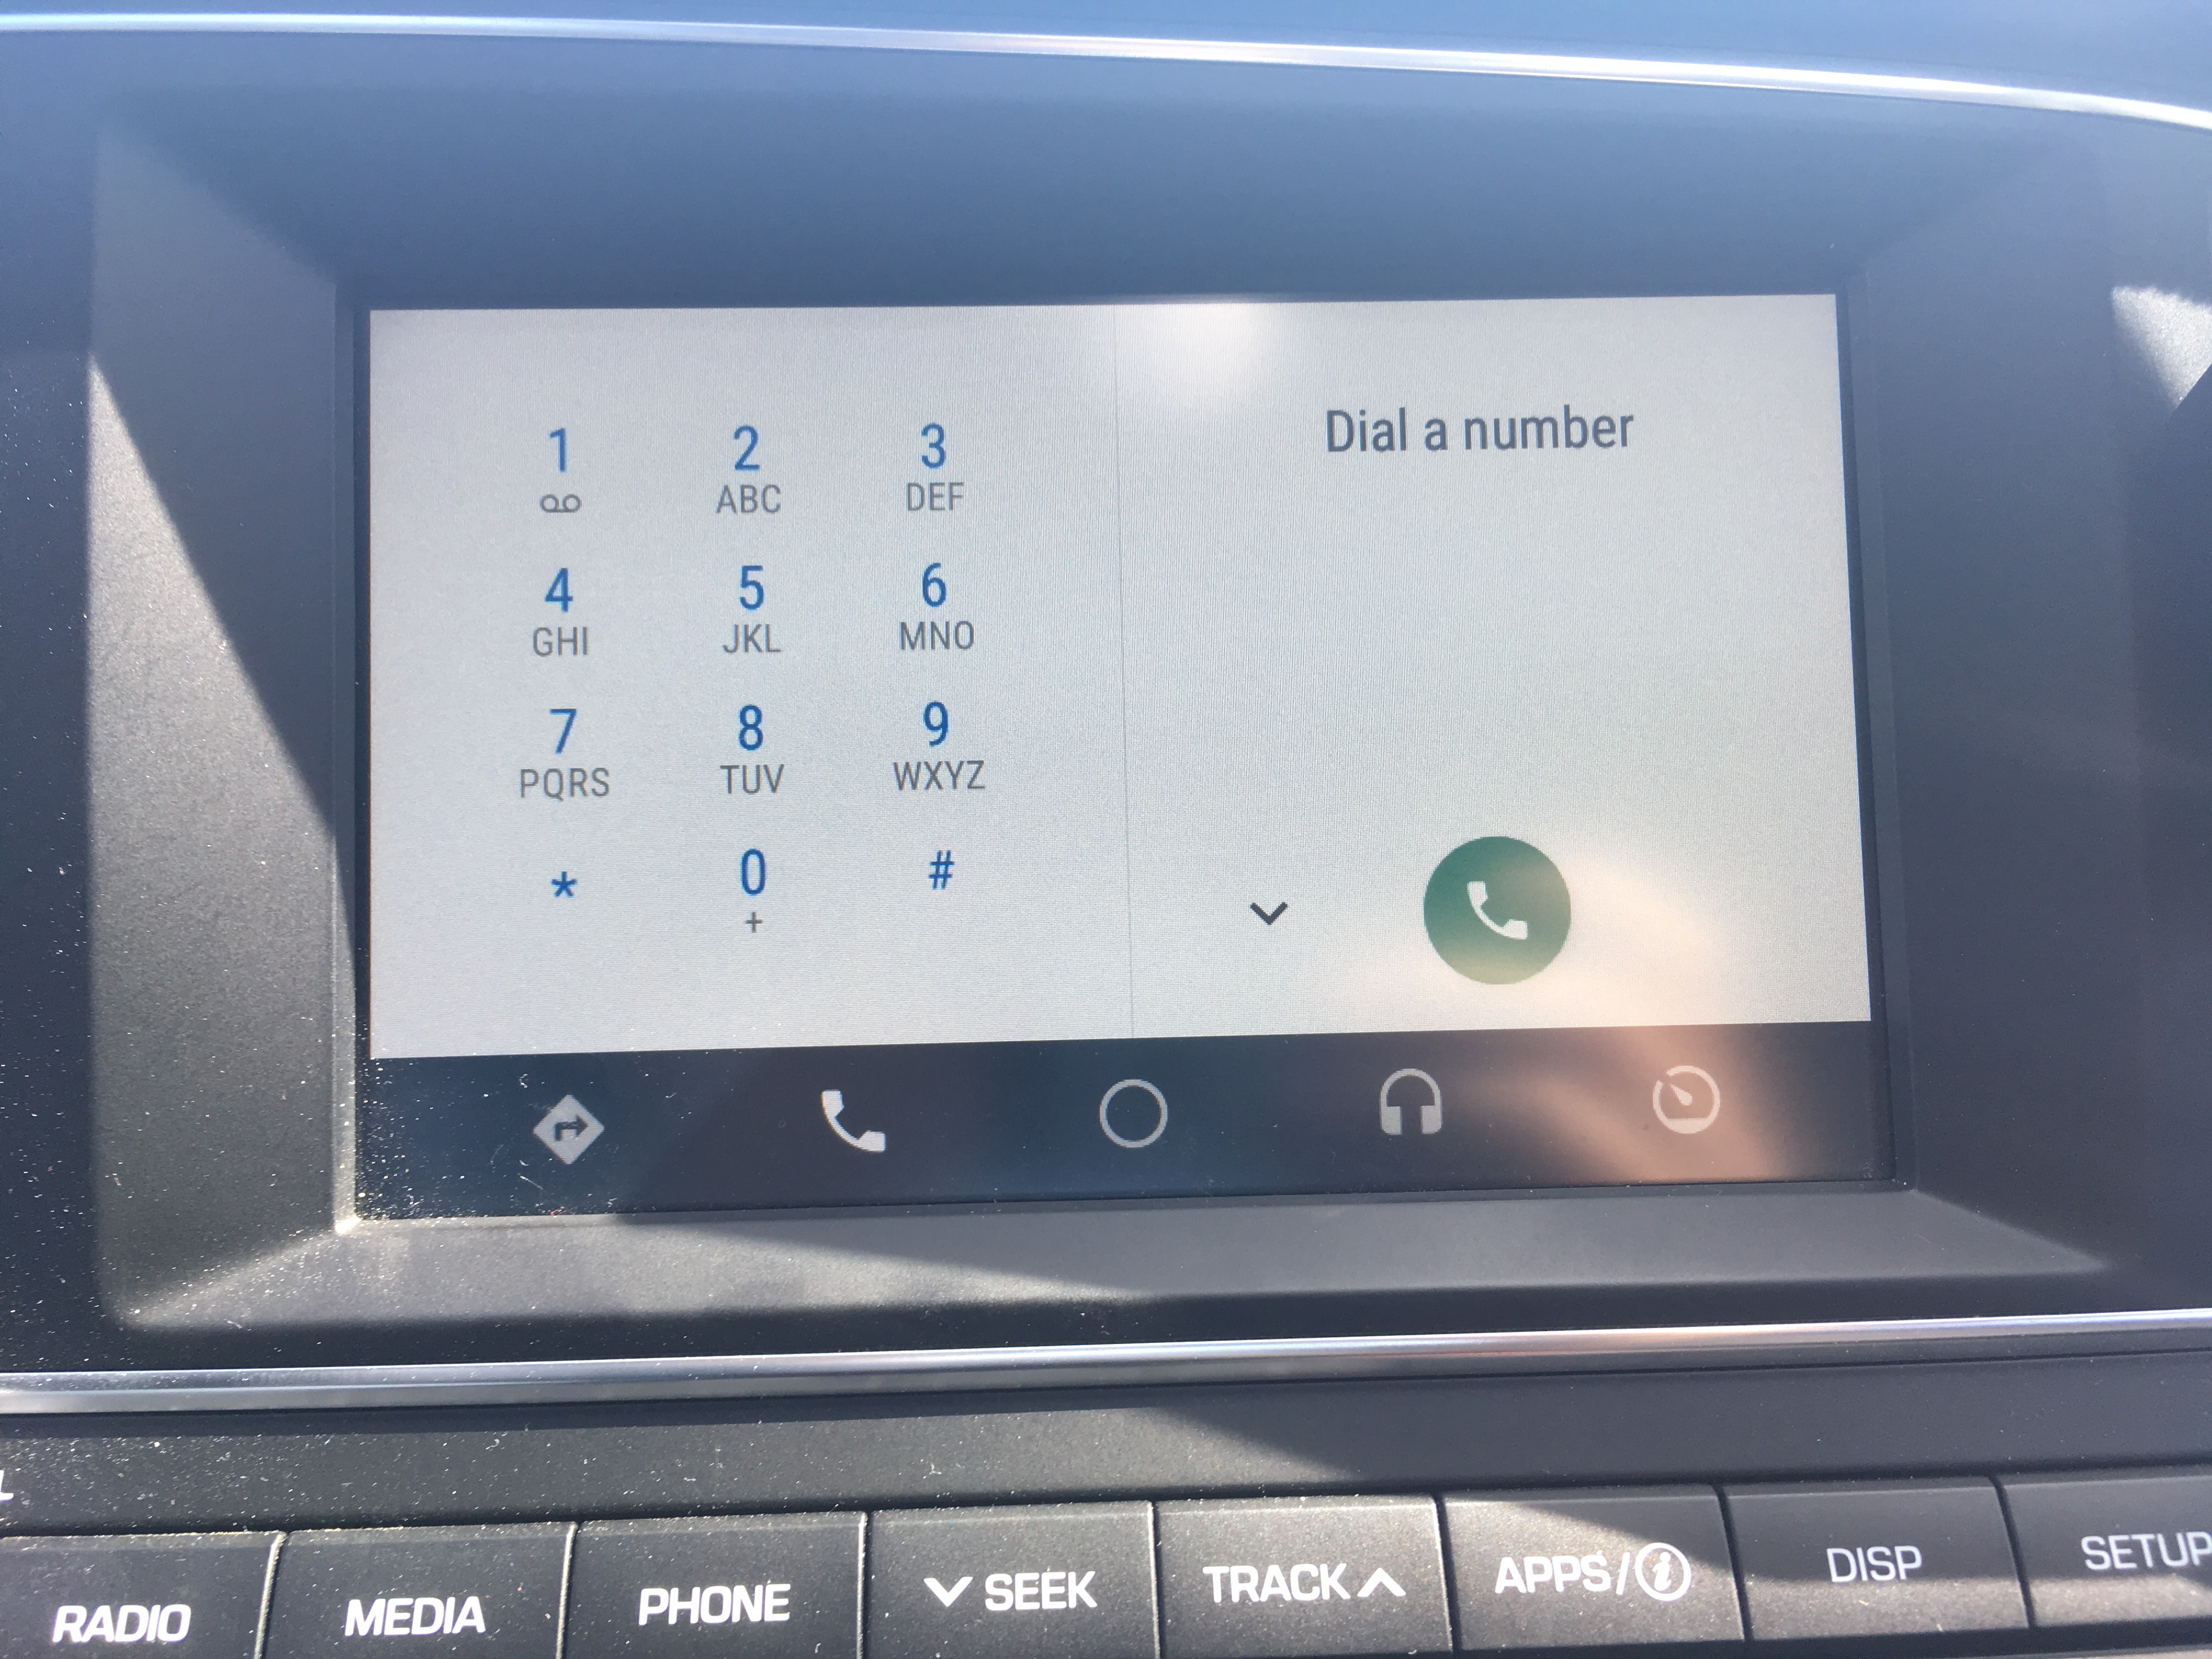 1 2 3
ABC DEF
4 5 6
GHI JKL MNO
7 8 9
PQRS TUV WXYZ
* 0 #
+
Dial a number
RADIO MEDIA PHONE SEEK TRACK APPS/i DISP SETUP